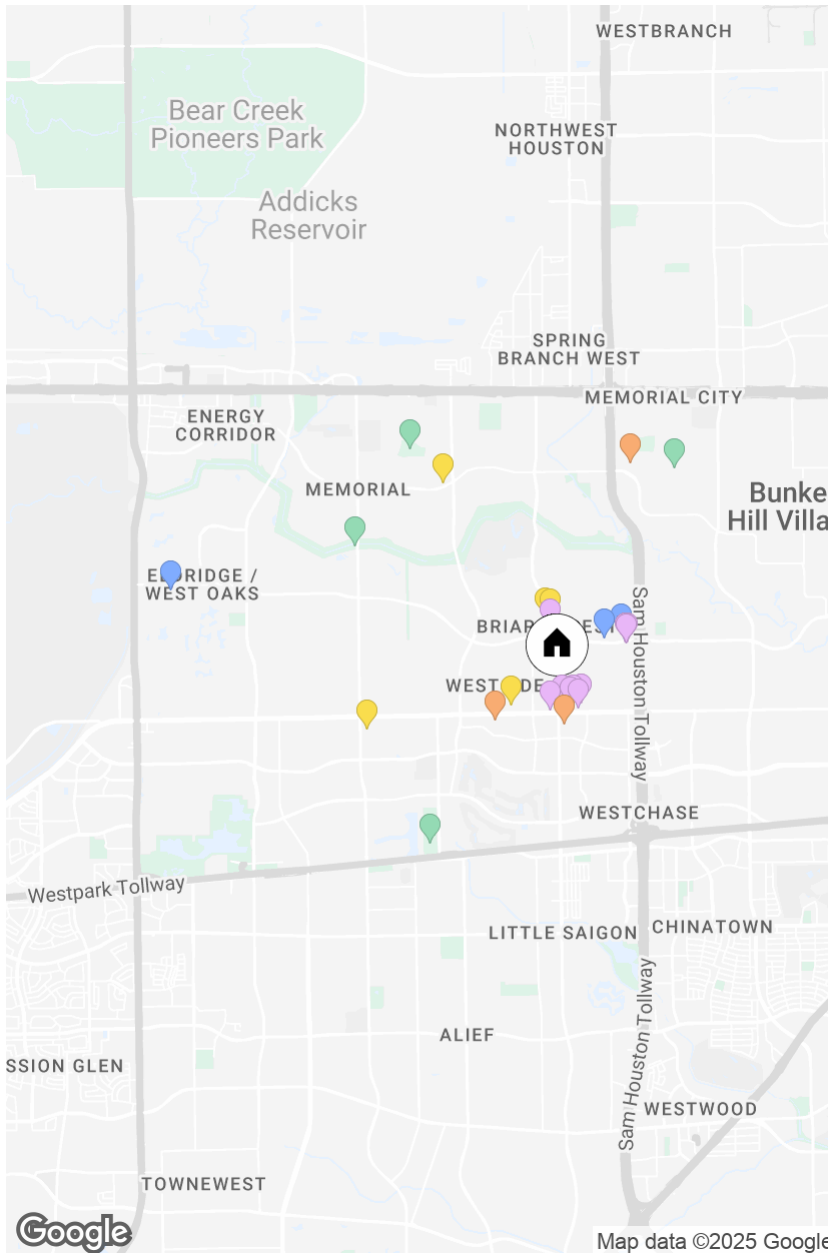 WESTBRANCH
Bear Creek
Pioneers Park
NORTHWEST
HOUSTON
Addicks
Reservoir
SPRING
BRANCH WEST
MEMORIAL CITY
ENERGY
CORRIDOR
MEMORIAL
Bunke
Hill Villa
WEST OAKS
Sam Houston Tollway
WESTCHASE
Westpark Tollway
LITTLE SAIGON
CHINATOWN
Sam Houston Tollway
ALIEF
SSION GLEN
WESTWOOD
TOWNEWEST
Google
Map data ©2025 Google